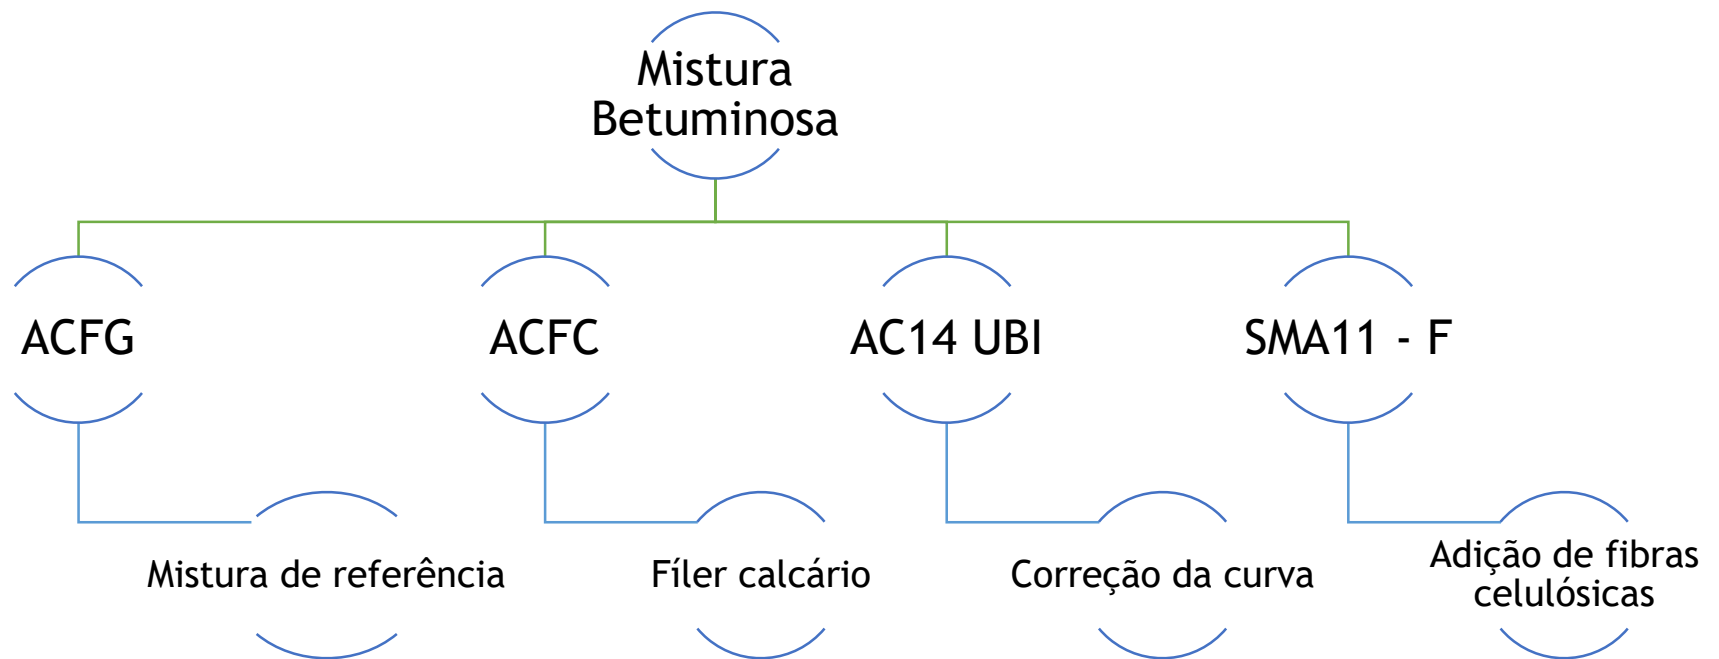 Mistura
Betuminosa
ACFG
ACFC
AC14 UBI
SMA11 - F
Mistura de referência
Fíler calcário
Correção da curva
Adição de fibras
celulósicas